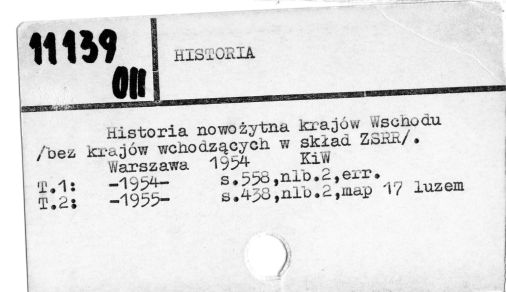 11139
OII
HISTORIA
Historia nowożytna krajów Wschodu
/bez krajów wchodzących w skład ZSRR/.
Warszawa 1954 KiW
T.1: -1954- s.558,nlb.2,err.
T.2: -1955- s.438,nlb.2,map 17 luzem